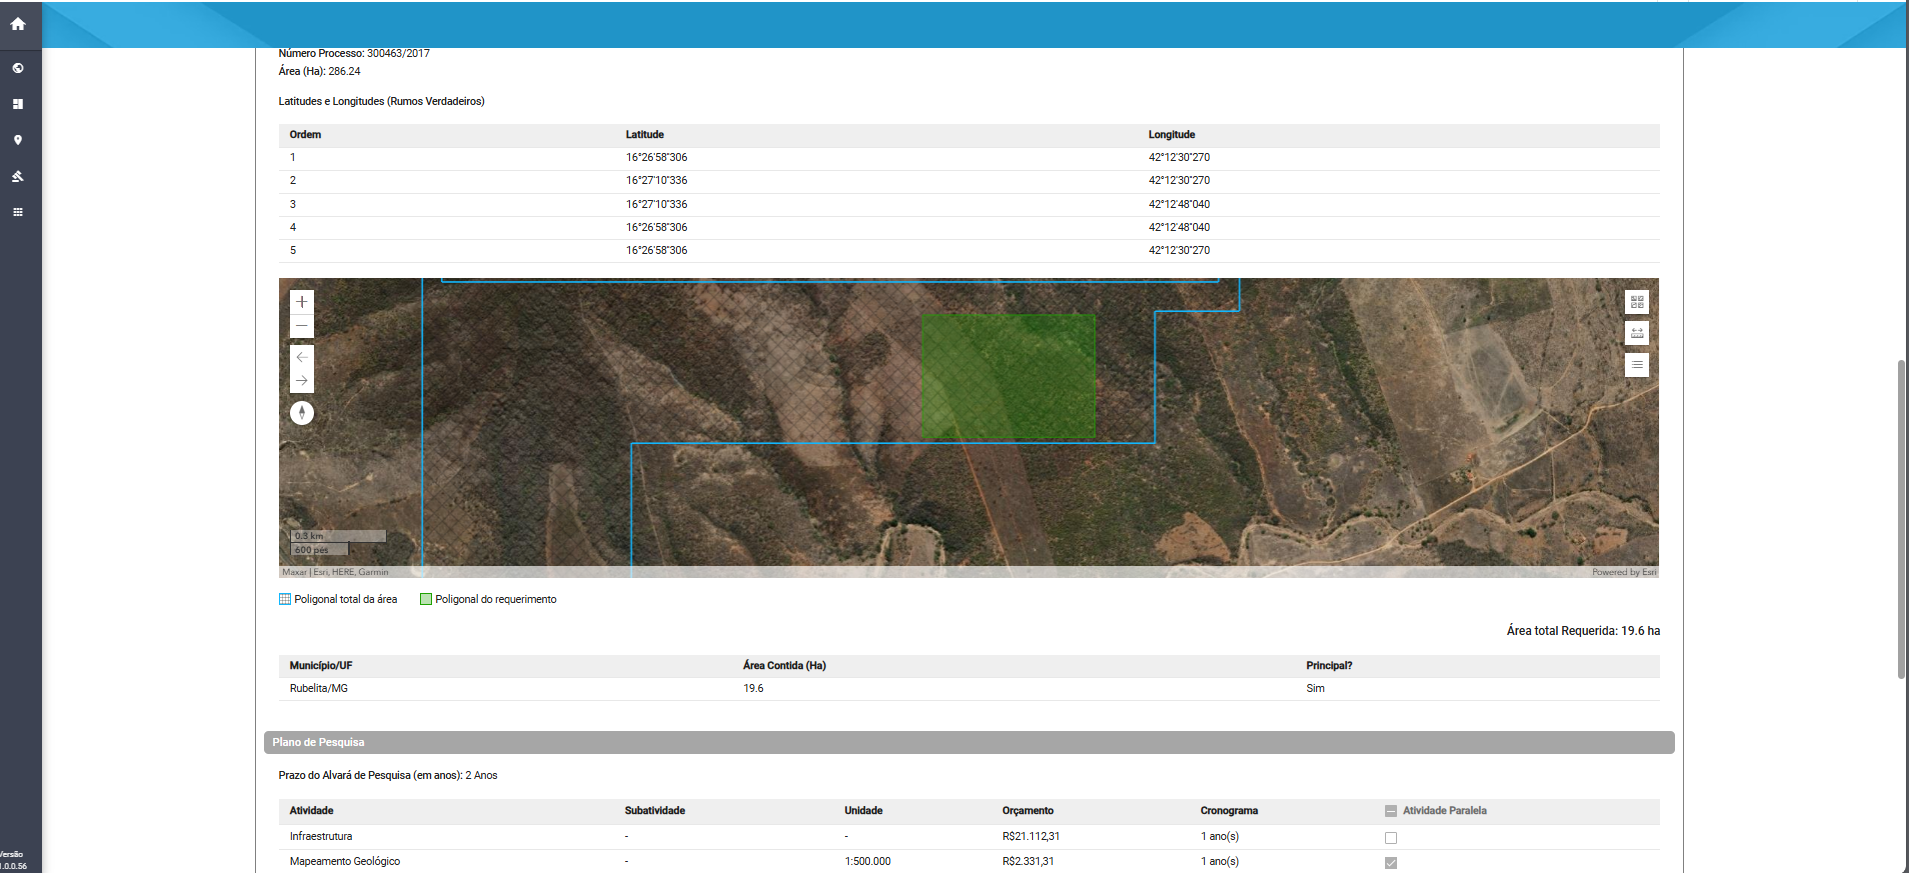 Número Processo: 300463/2017
Área (Ha): 286.24
Latitudes e Longitudes (Rumos Verdadeiros)
Ordem Latitude Longitude
1 16°26'58"306 42°12'30"270
2 16°27'10"336 42°12'30"270
3 16°27'10"336 42°12'48"040
4 16°26'58"306 42°12'48"040
5 16°26'58"306 42°12'30"270
0.3 km
600 pés
Maxar | Esri, HERE, Garmin Powered by Esri
Poligonal total da área Poligonal do requerimento
Área total Requerida: 19.6 ha
Município/UF Área Contida (Ha) Principal?
Rubelita/MG 19.6 Sim
Plano de Pesquisa
Prazo do Alvará de Pesquisa (em anos): 2 Anos
Atividade Subatividade Unidade Orçamento Cronograma Atividade Paralela
Infraestrutura - - R$21.112,31 1 ano(s)
Mapeamento Geológico - 1:500.000 R$2.331,31 1 ano(s)
Versão
1.0.0.56